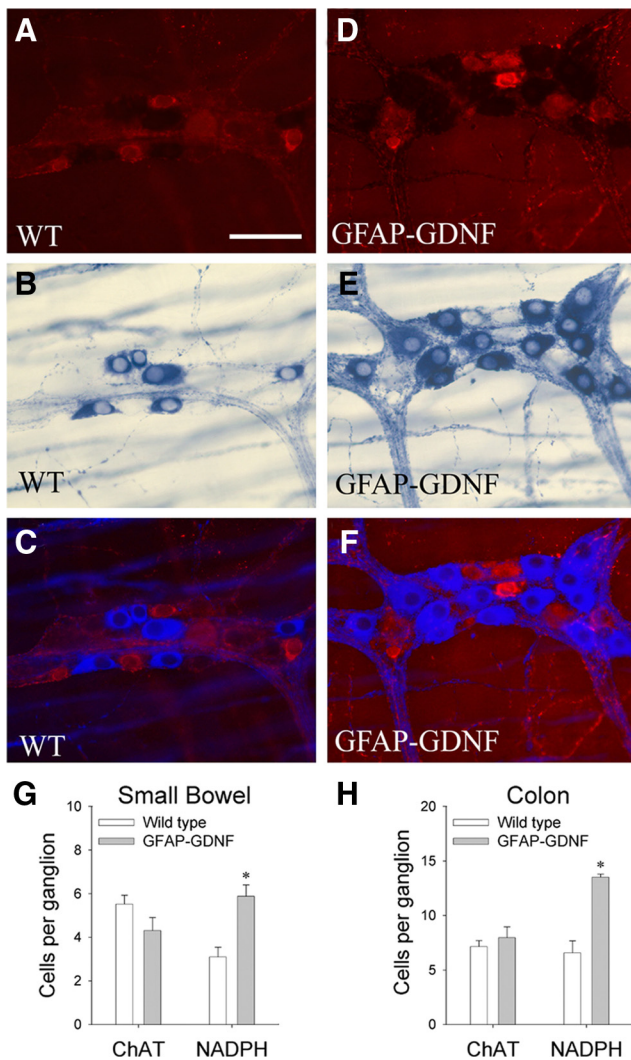 A
WT
D
GFAP-GDNF
B
WT
E
GFAP-GDNF
C
WT
F
GFAP-GDNF
G
Small Bowel
10
8
6
4
2
0
Cells per ganglion
Wild type
GFAP-GDNF
*
ChAT
NADPH
H
Colon
20
15
10
5
0
Cells per ganglion
Wild type
GFAP-GDNF
*
ChAT
NADPH